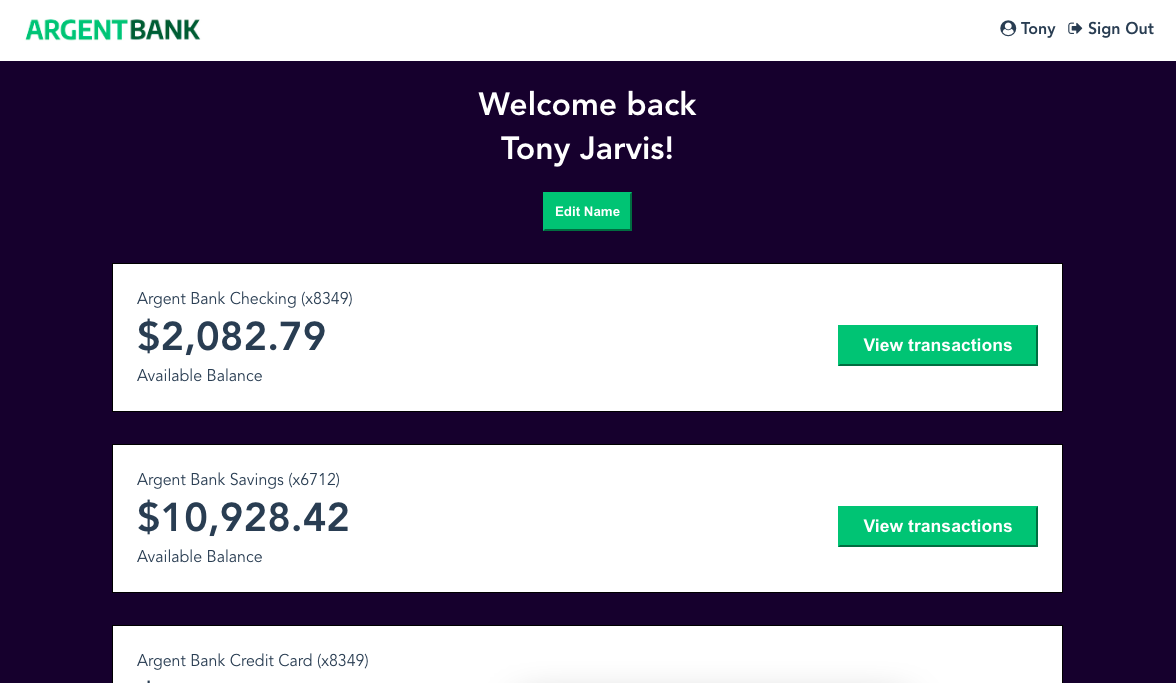 ARGENTBANK
Tony Sign Out
Welcome back
Tony Jarvis!
Edit Name
Argent Bank Checking (x8349)
$2,082.79
Available Balance
View transactions
Argent Bank Savings (x6712)
$10,928.42
Available Balance
View transactions
Argent Bank Credit Card (x8349)